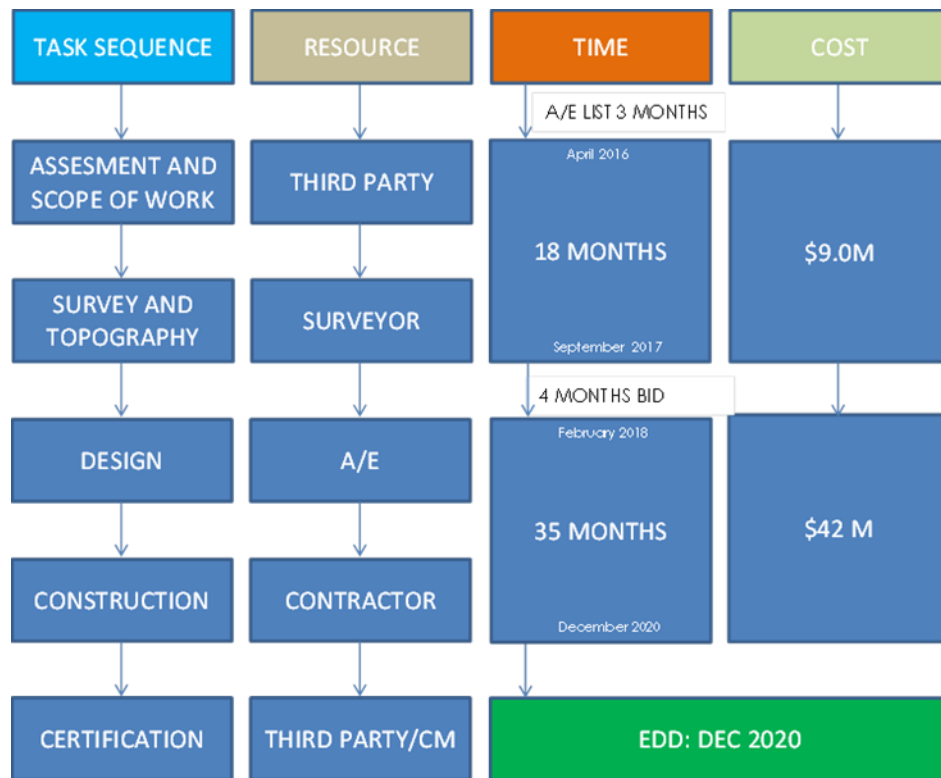 TASK SEQUENCE
RESOURCE
TIME
COST
A/E LIST 3 MONTHS
ASSESMENT AND
SCOPE OF WORK
THIRD PARTY
April 2016
18 MONTHS
September 2017
$9.0M
SURVEY AND
TOPOGRAPHY
SURVEYOR
4 MONTHS BID
DESIGN
A/E
February 2018
35 MONTHS
December 2020
$42 M
CONSTRUCTION
CONTRACTOR
CERTIFICATION
THIRD PARTY/CM
EDD: DEC 2020